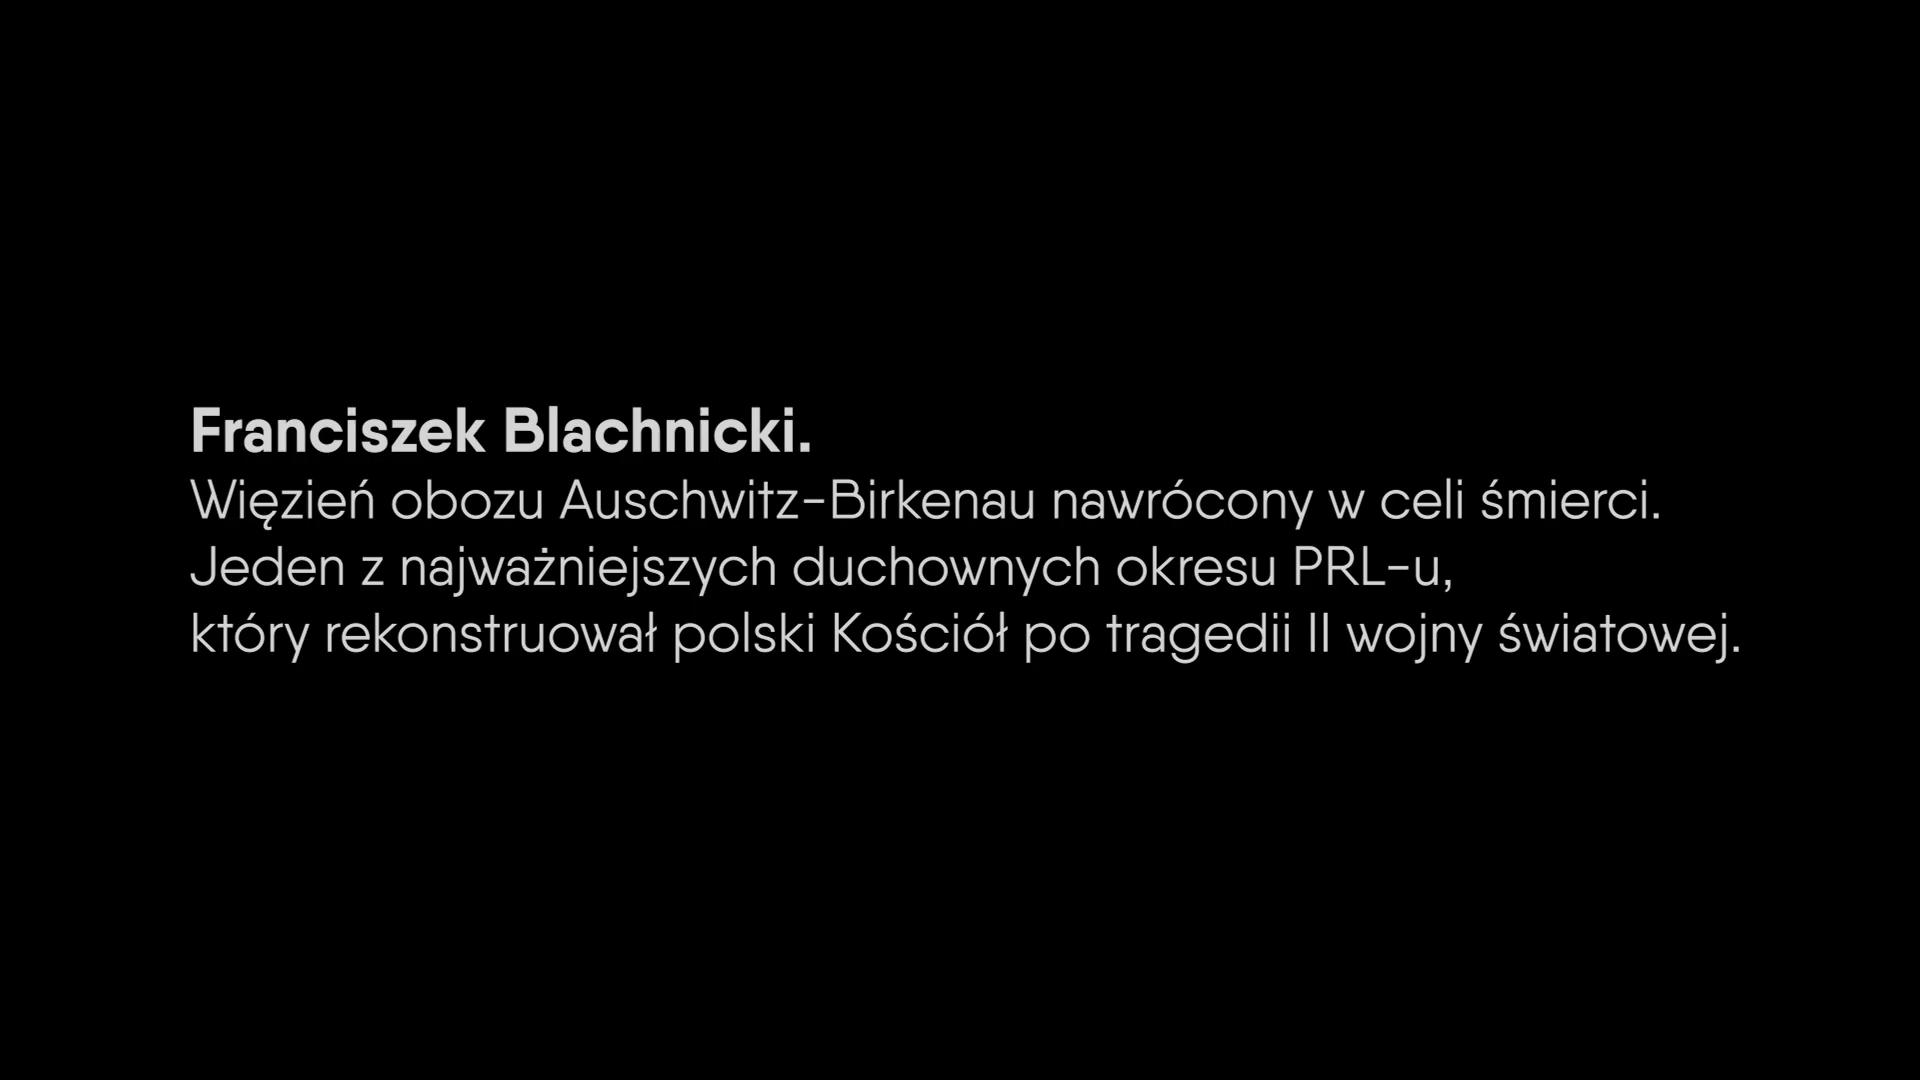 Franciszek Blachnicki.
Więzień obozu Auschwitz-Birkenau nawrócony w celi śmierci.
Jeden z najważniejszych duchownych okresu PRL-u,
który rekonstruował polski Kościół po tragedii II wojny światowej.